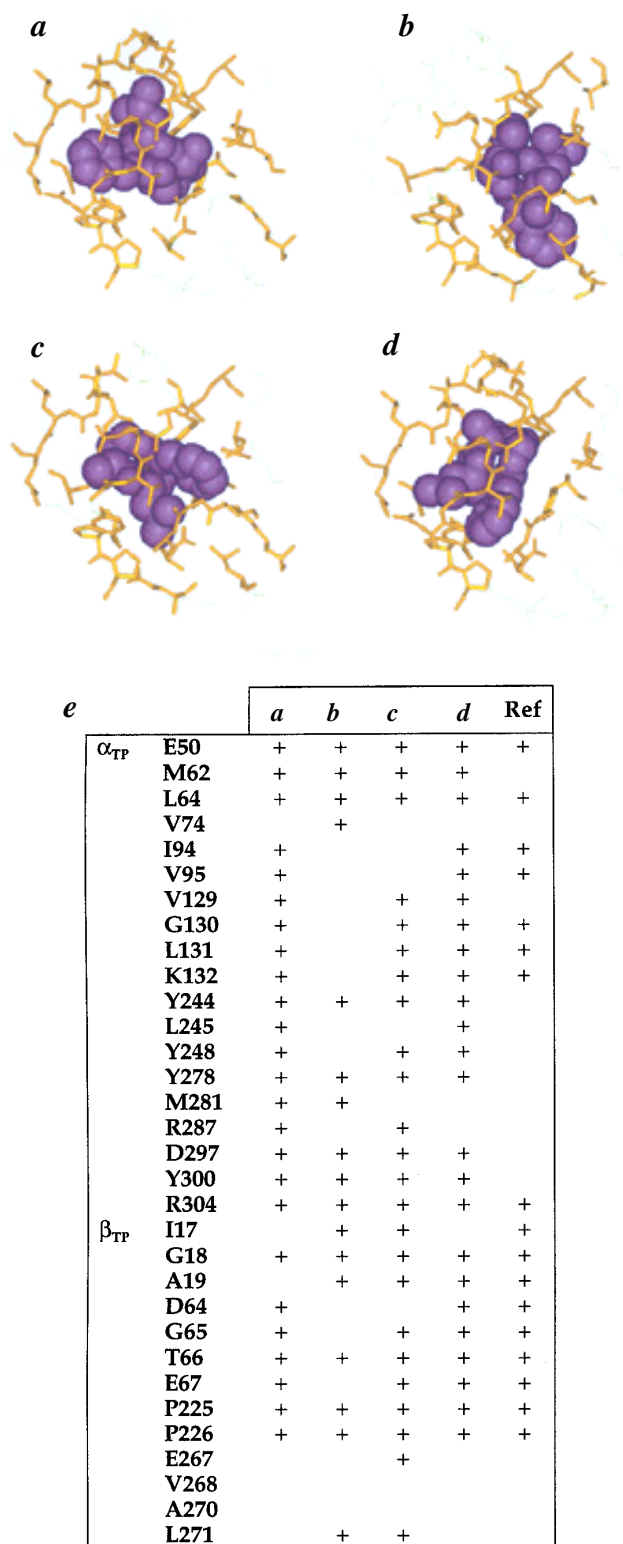 a b
c d
e a b c d Ref
αTP E50 + + + + +
M62 + + + +
L64 + + + + +
V74 +
I94 + + +
V95 + + +
V129 + + +
G130 + + + +
L131 + + + +
K132 + + + +
Y244 + + + +
L245 + +
Y248 + + +
Y278 + + + +
M281 + +
R287 + +
D297 + + + +
Y300 + + + +
R304 + + + + +
βTP I17 + + +
G18 + + + + +
A19 + + + +
D64 + + +
G65 + + + +
T66 + + + + +
E67 + + + +
P225 + + + + +
P226 + + + + +
E267 +
V268
A270
L271 + +